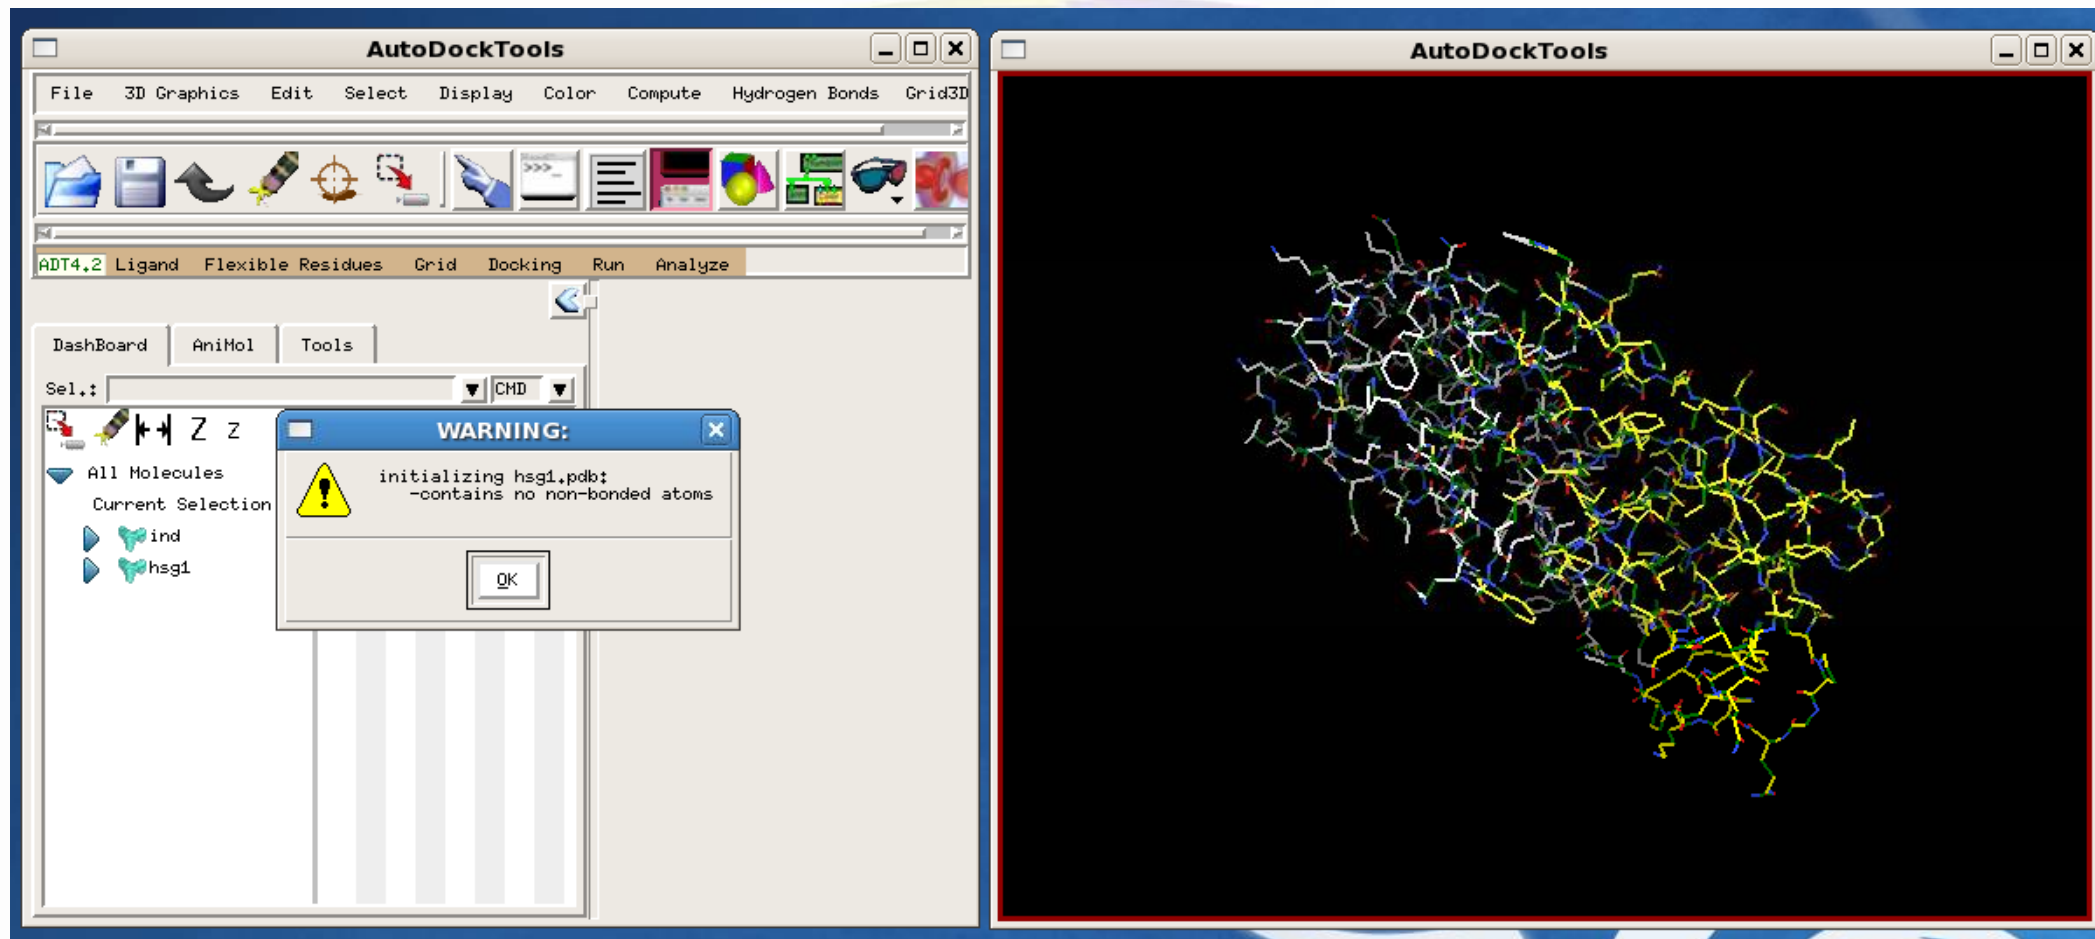 AutoDockTools
File 3D Graphics Edit Select Display Color Compute Hydrogen Bonds Grid3D
>>>_
ADT4.2 Ligand Flexible Residues Grid Docking Run Analyze
DashBoard AniMol Tools
Sel.: CMD
Z z
All Molecules
Current Selection
ind
hsg1
WARNING:
initializing hsg1.pdb:
-contains no non-bonded atoms
OK
AutoDockTools